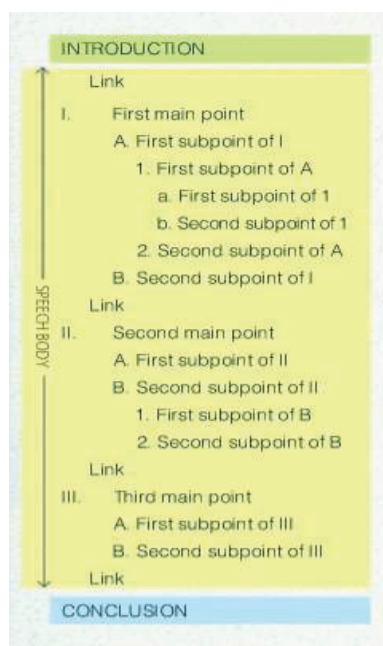 INTRODUCTION
Link
I. First main point
A. First subpoint of I
1. First subpoint of A
a. First subpoint of 1
b. Second subpoint of 1
2. Second subpoint of A
B. Second subpoint of I
Link
SPEECH BODY
II. Second main point
A. First subpoint of II
B. Second subpoint of II
1. First subpoint of B
2. Second subpoint of B
Link
III. Third main point
A. First subpoint of III
B. Second subpoint of III
Link
CONCLUSION